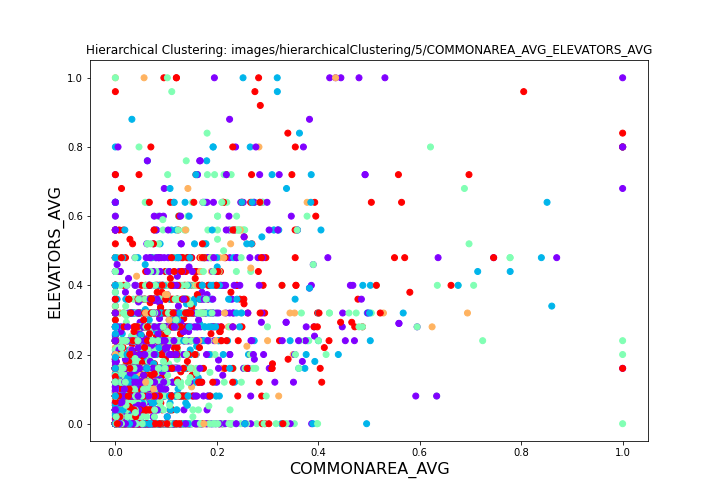 Hierarchical Clustering: images/hierarchicalClustering/5/COMMONAREA_AVG_ELEVATORS_AVG
1.0
0.8
0.6
0.4
0.2
0.0
ELEVATORS_AVG
0.0 0.2 0.4 0.6 0.8 1.0
COMMONAREA_AVG